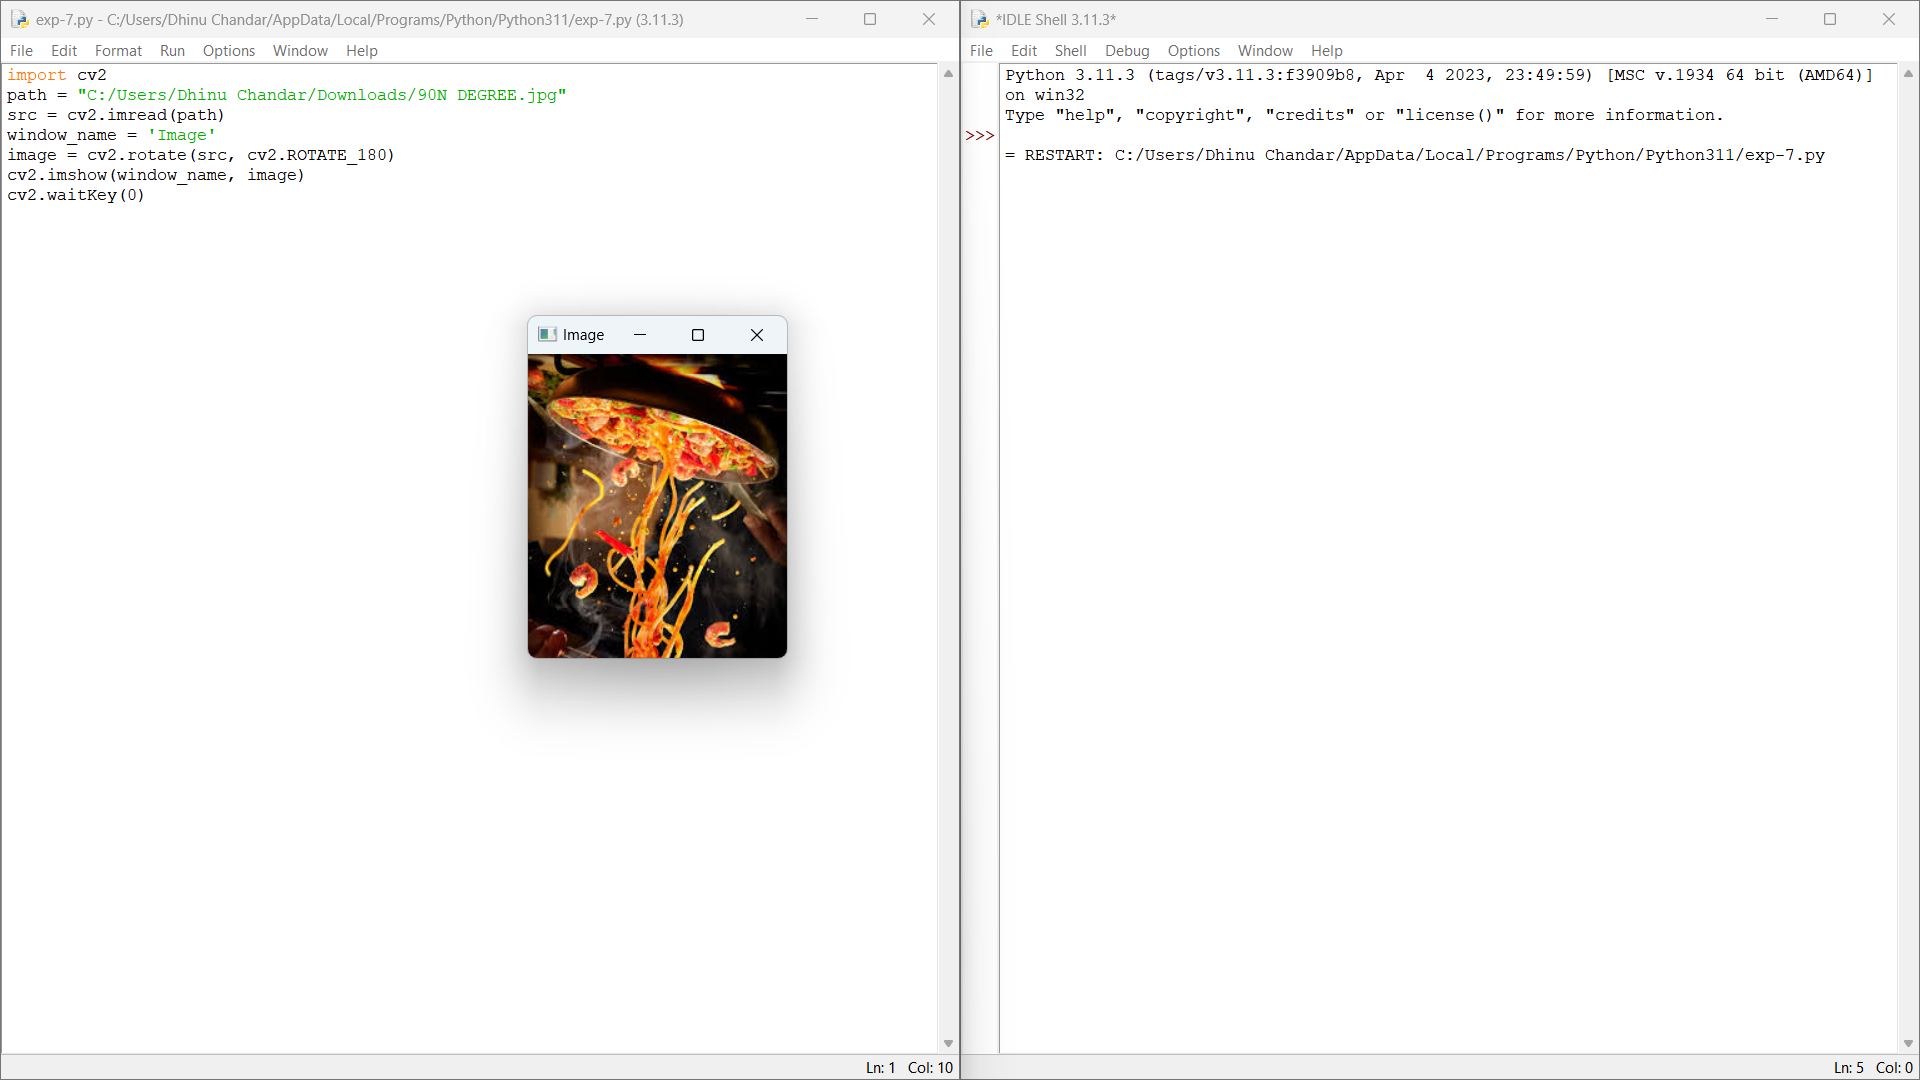 exp-7.py - C:/Users/Dhinu Chandar/AppData/Local/Programs/Python/Python311/exp-7.py (3.11.3)
File Edit Format Run Options Window Help
import cv2
path = "C:/Users/Dhinu Chandar/Downloads/90N DEGREE.jpg"
src = cv2.imread(path)
window_name = 'Image'
image = cv2.rotate(src, cv2.ROTATE_180)
cv2.imshow(window_name, image)
cv2.waitKey(0)
Image
Ln: 1 Col: 10
*IDLE Shell 3.11.3*
File Edit Shell Debug Options Window Help
Python 3.11.3 (tags/v3.11.3:f3909b8, Apr  4 2023, 23:49:59) [MSC v.1934 64 bit (AMD64)]
on win32
Type "help", "copyright", "credits" or "license()" for more information.
>>>
= RESTART: C:/Users/Dhinu Chandar/AppData/Local/Programs/Python/Python311/exp-7.py
Ln: 5 Col: 0